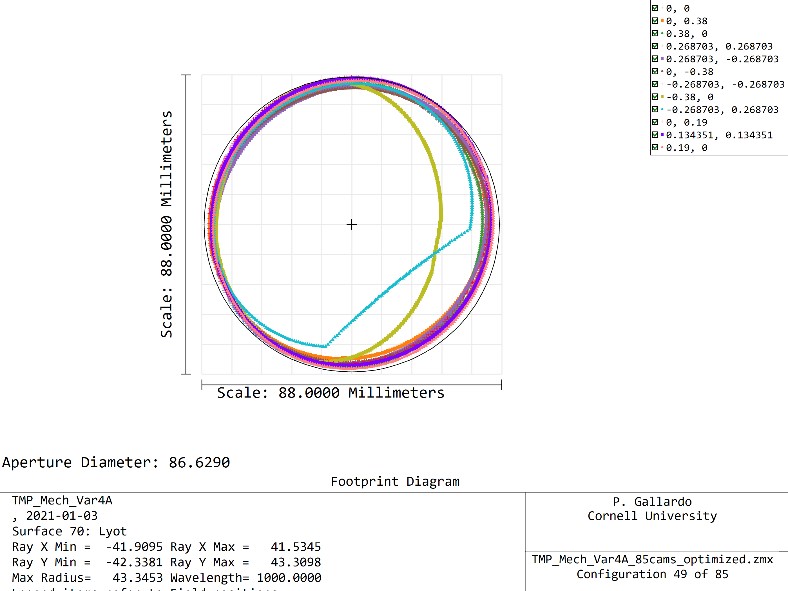 0, 0
0, 0.38
0.38, 0
0.268703, 0.268703
0.268703, -0.268703
0, -0.38
-0.268703, -0.268703
-0.38, 0
-0.268703, 0.268703
0, 0.19
0.134351, 0.134351
0.19, 0
Scale: 88.0000 Millimeters
Scale: 88.0000 Millimeters
Aperture Diameter: 86.6290
Footprint Diagram
TMP_Mech_Var4A
, 2021-01-03
Surface 70: Lyot
Ray X Min = -41.9095 Ray X Max = 41.5345
Ray Y Min = -42.3381 Ray Y Max = 43.3098
Max Radius= 43.3453 Wavelength= 1000.0000
P. Gallardo
Cornell University
TMP_Mech_Var4A_85cams_optimized.zmx
Configuration 49 of 85